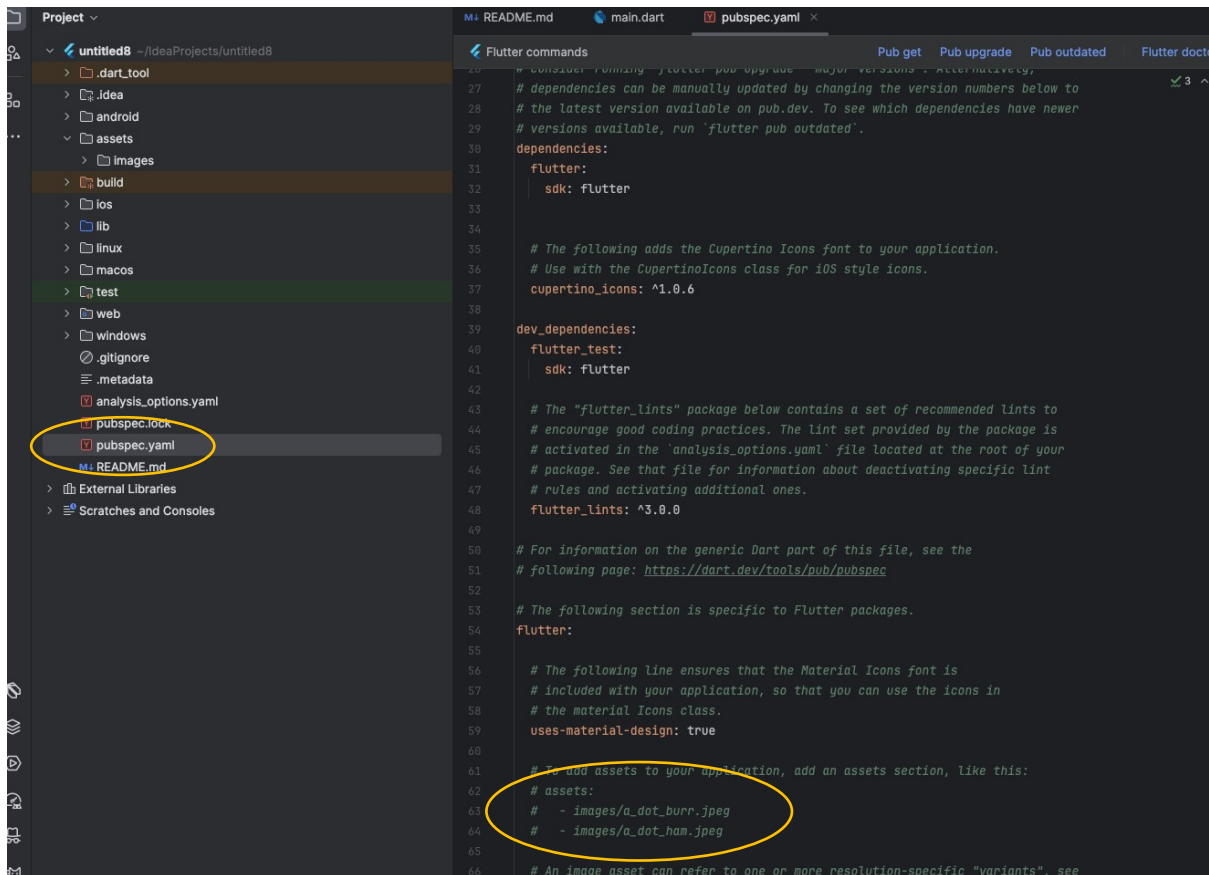 Project
README.md
main.dart
pubspec.yaml
untitled8 ~/IdeaProjects/untitled8
.dart_tool
.idea
android
assets
images
build
ios
lib
linux
macos
test
web
windows
.gitignore
.metadata
analysis_options.yaml
pubspec.lock
pubspec.yaml
README.md
External Libraries
Scratches and Consoles
Flutter commands
Pub get
Pub upgrade
Pub outdated
Flutter docto
3
26 # consider running `flutter pub upgrade --major-versions`. Alternatively,
27 # dependencies can be manually updated by changing the version numbers below to
28 # the latest version available on pub.dev. To see which dependencies have newer
29 # versions available, run `flutter pub outdated`.
30 dependencies:
31 flutter:
32 sdk: flutter
33
34
35 # The following adds the Cupertino Icons font to your application.
36 # Use with the CupertinoIcons class for iOS style icons.
37 cupertino_icons: ^1.0.6
38
39 dev_dependencies:
40 flutter_test:
41 sdk: flutter
42
43 # The "flutter_lints" package below contains a set of recommended lints to
44 # encourage good coding practices. The lint set provided by the package is
45 # activated in the `analysis_options.yaml` file located at the root of your
46 # package. See that file for information about deactivating specific lint
47 # rules and activating additional ones.
48 flutter_lints: ^3.0.0
49
50 # For information on the generic Dart part of this file, see the
51 # following page: https://dart.dev/tools/pub/pubspec
52
53 # The following section is specific to Flutter packages.
54 flutter:
55
56 # The following line ensures that the Material Icons font is
57 # included with your application, so that you can use the icons in
58 # the material Icons class.
59 uses-material-design: true
60
61 # To add assets to your application, add an assets section, like this:
62 # assets:
63 # - images/a_dot_burr.jpeg
64 # - images/a_dot_ham.jpeg
65
66 # An image asset can refer to one or more resolution-specific "variants", see